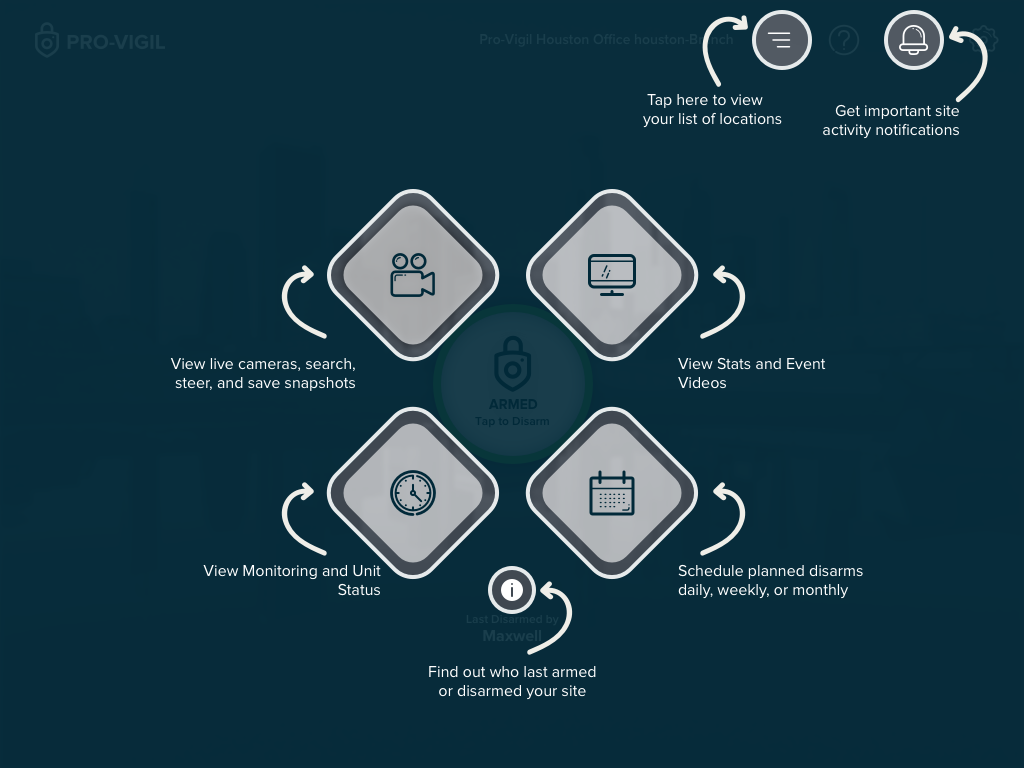 PRO-VIGIL
Pro-Vigil Houston Office houston-Branch
Tap here to view
your list of locations
Get important site
activity notifications
View live cameras, search,
steer, and save snapshots
View Stats and Event
Videos
ARMED
Tap to Disarm
View Monitoring and Unit
Status
Schedule planned disarms
daily, weekly, or monthly
Last Disarmed by
Maxwell
Find out who last armed
or disarmed your site